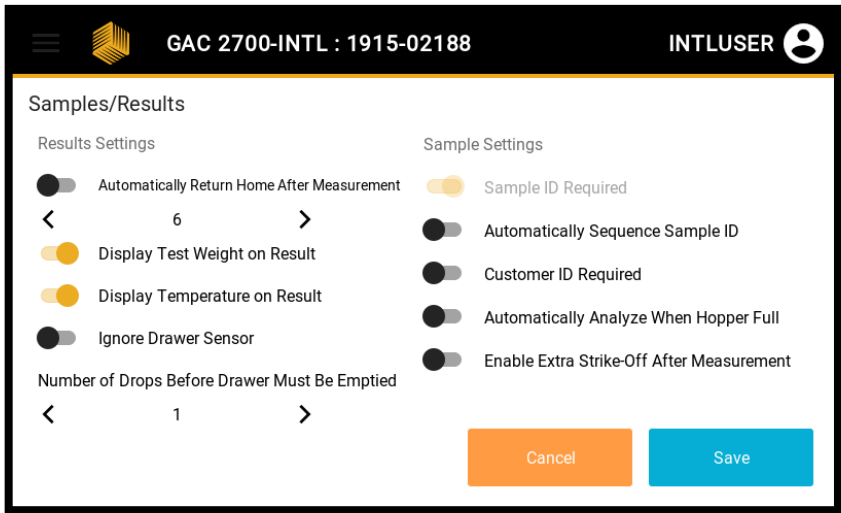 GAC 2700-INTL : 1915-02188
INTLUSER
Samples/Results
Results Settings
Automatically Return Home After Measurement
6
Display Test Weight on Result
Display Temperature on Result
Ignore Drawer Sensor
Number of Drops Before Drawer Must Be Emptied
1
Sample Settings
Sample ID Required
Automatically Sequence Sample ID
Customer ID Required
Automatically Analyze When Hopper Full
Enable Extra Strike-Off After Measurement
Cancel
Save